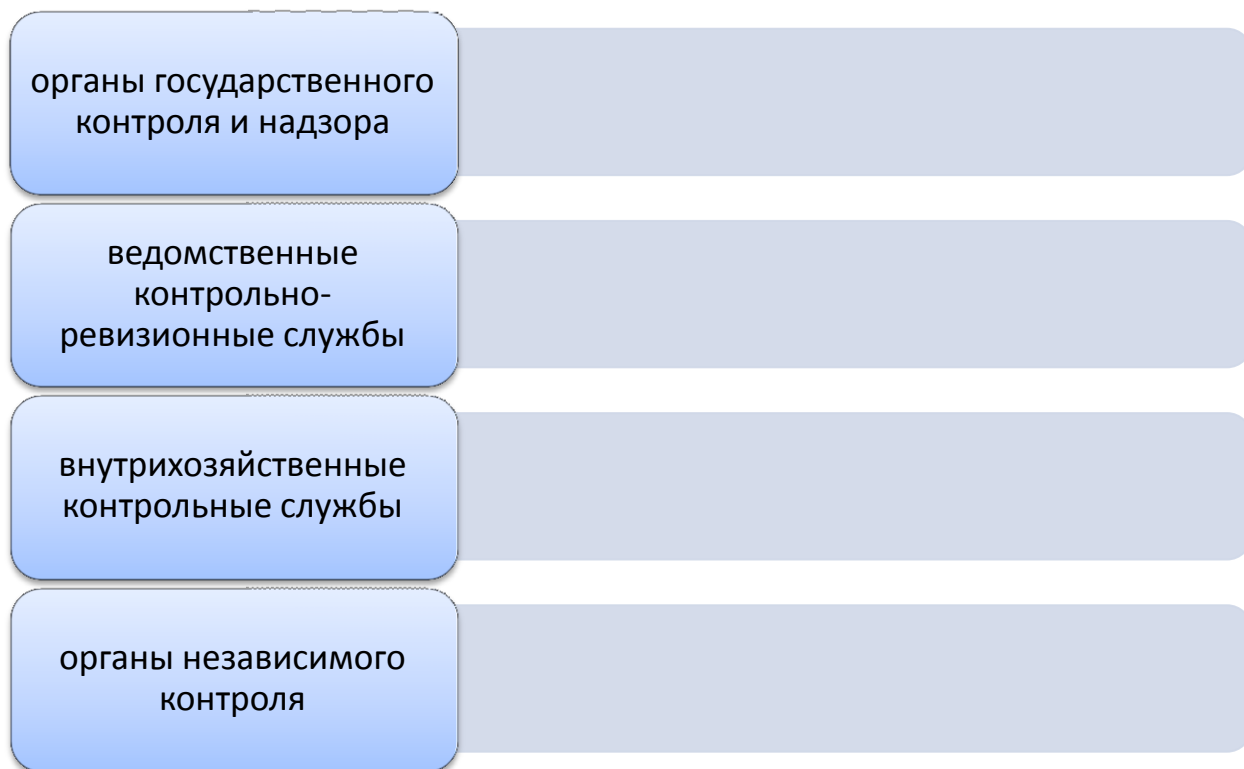 органы государственного
контроля и надзора
ведомственные
контрольно-
ревизионные службы
внутрихозяйственные
контрольные службы
органы независимого
контроля